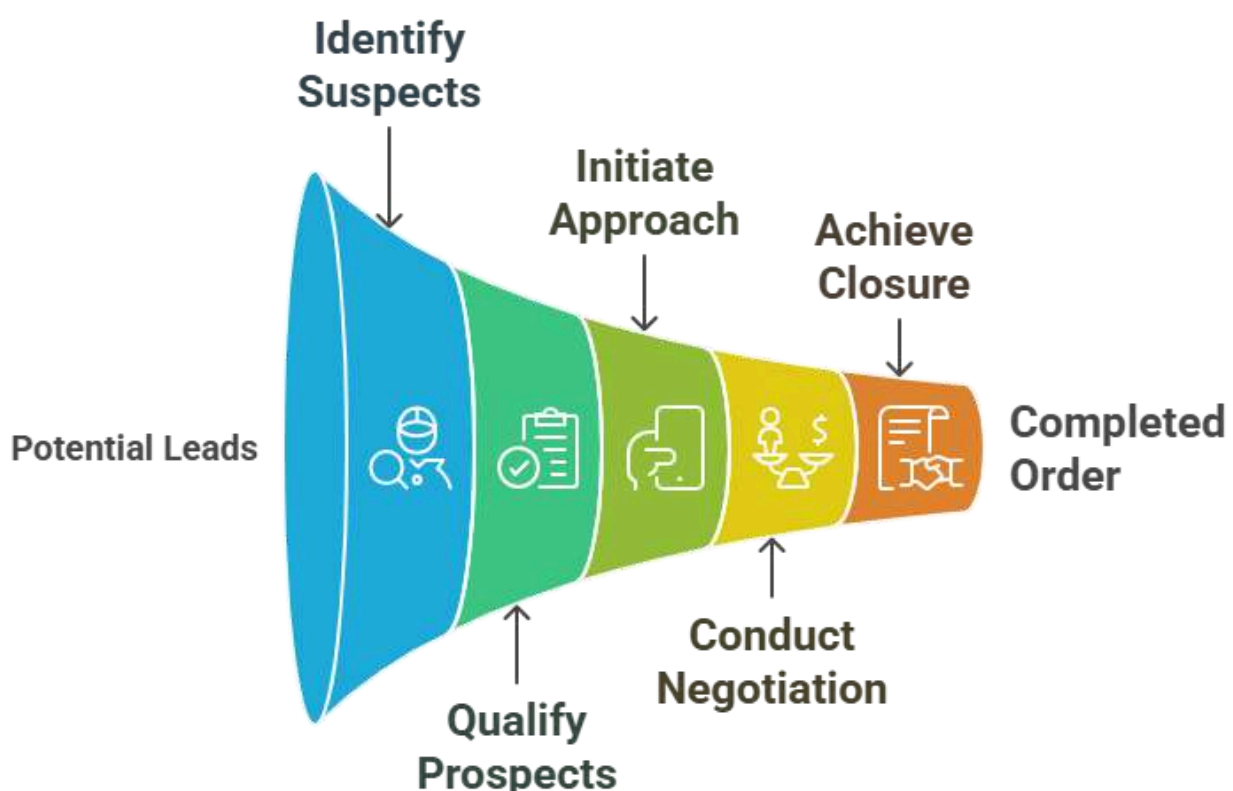 Identify
Suspects
Initiate
Approach
Achieve
Closure
Potential Leads
Completed
Order
$
Conduct
Negotiation
Qualify
Prospects